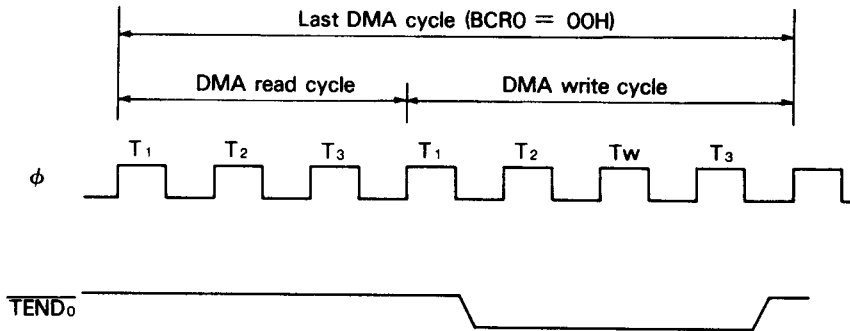 Last DMA cycle (BCR0 = 00H)
DMA read cycle DMA write cycle
T1 T2 T3 T1 T2 Tw T3
φ
TEND0